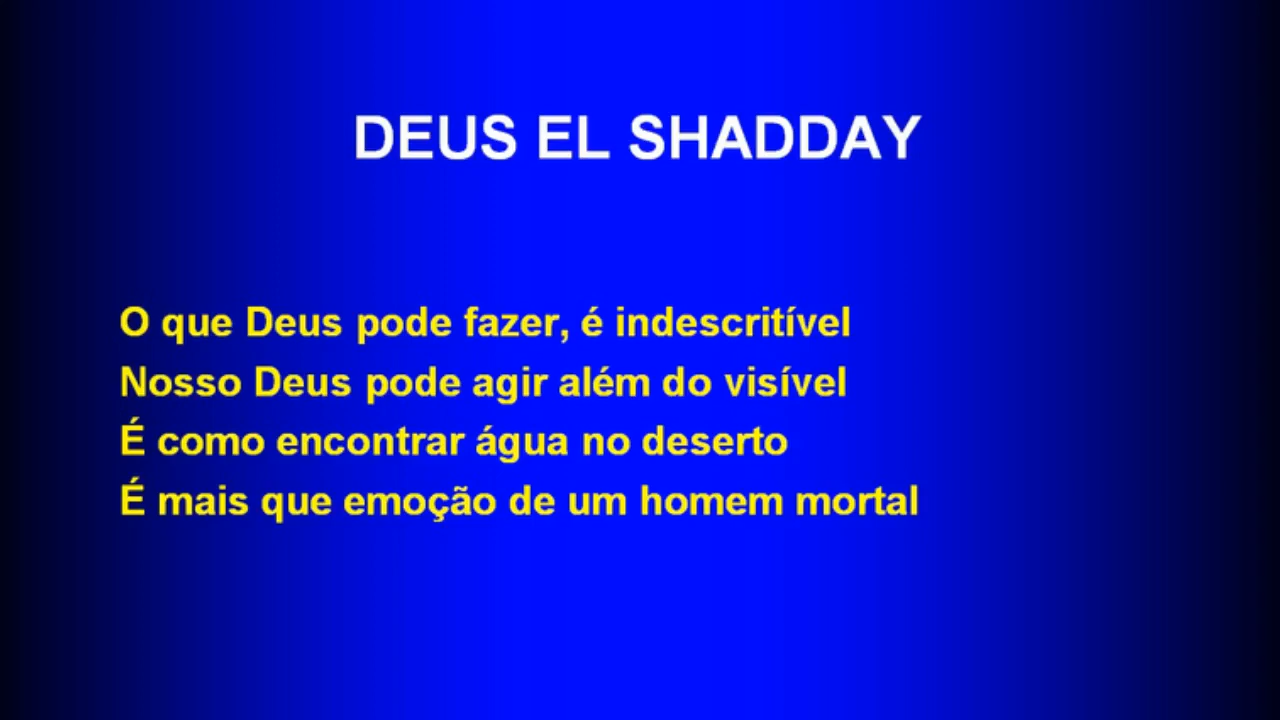 DEUS EL SHADDAY
O que Deus pode fazer, é indescritível
Nosso Deus pode agir além do visível
É como encontrar água no deserto
É mais que emoção de um homem mortal